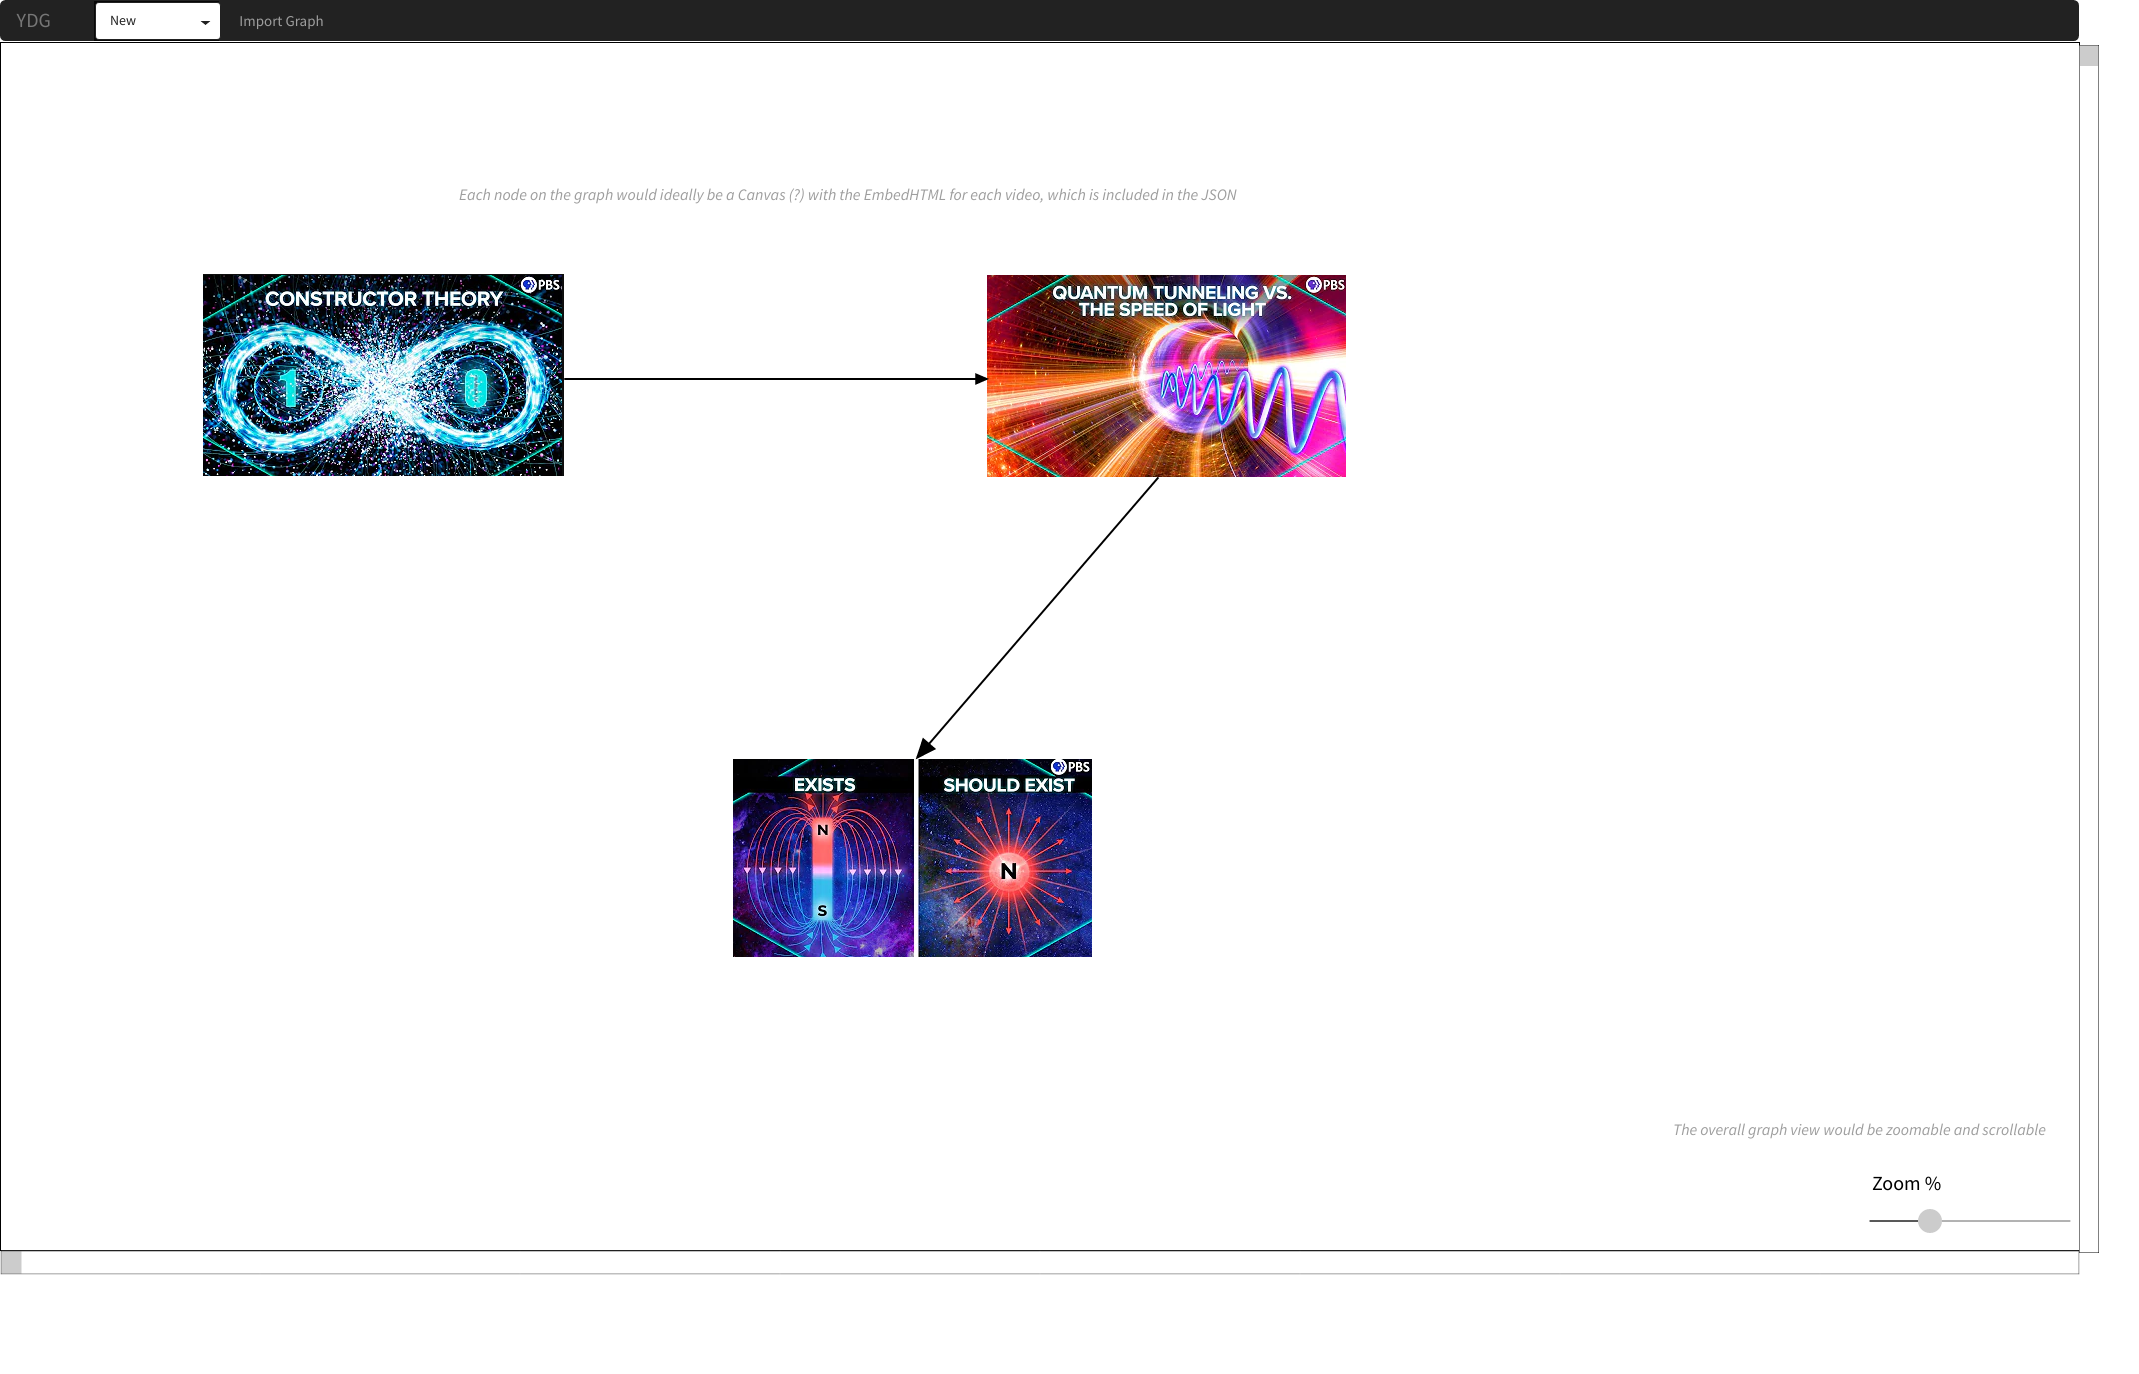 YDG
New
Import Graph
Each node on the graph would ideally be a Canvas (?) with the EmbedHTML for each video, which is included in the JSON
PBS
CONSTRUCTOR THEORY
1
0
PBS
QUANTUM TUNNELING VS.
THE SPEED OF LIGHT
PBS
EXISTS
SHOULD EXIST
N
N
S
The overall graph view would be zoomable and scrollable
Zoom %